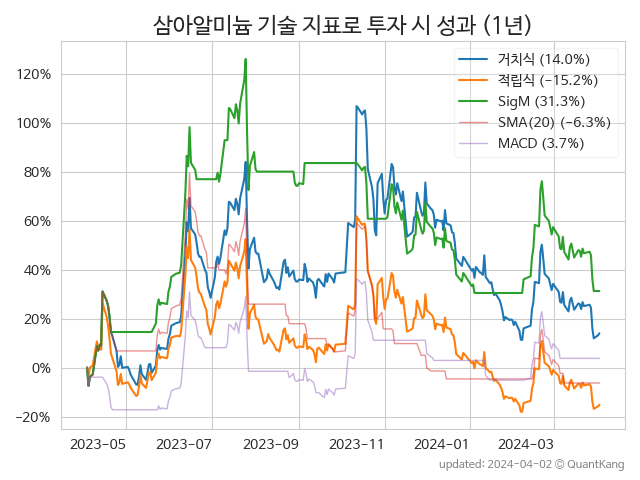 삼아알미늄 기술 지표로 투자 시 성과 (1년)
거치식 (14.0%)
적립식 (−15.2%)
SigM (31.3%)
SMA(20) (−6.3%)
MACD (3.7%)
120%
100%
80%
60%
40%
20%
0%
−20%
2023-05 2023-07 2023-09 2023-11 2024-01 2024-03
updated: 2024-04-02 ⓒ QuantKang